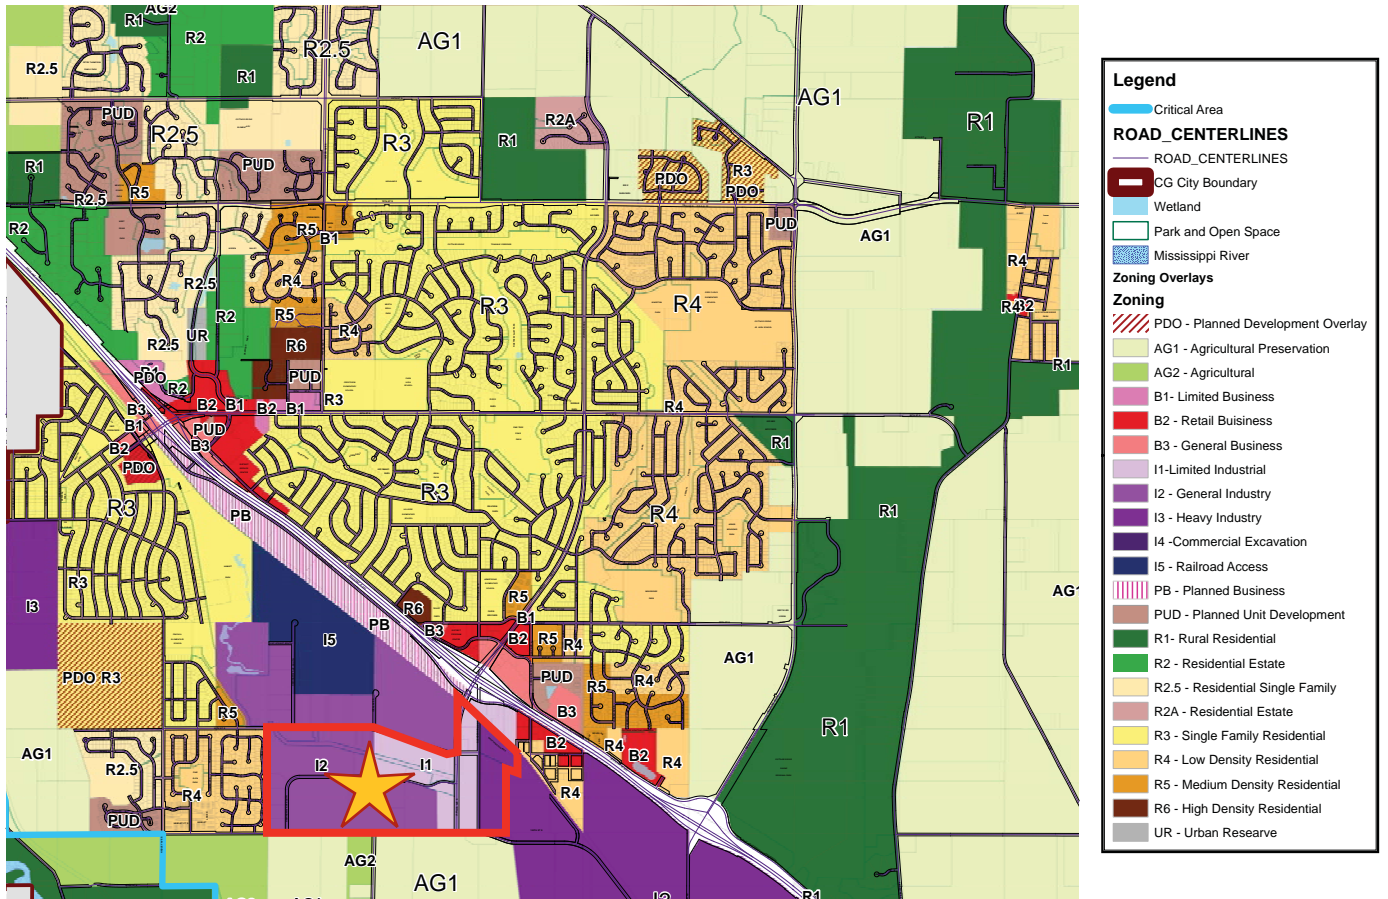 AG2
R1
R2
R2.5
AG1
R2.5
R1
AG1
PUD
R2A
R1
R2.5
R3
R1
R3
PUD
R1
PDO
R5
PDO
R2.5
PUD
R2
R5
B1
AG1
R4
R2.5
R4
R3
R4
R2
R5
R4
UR
R2.5
R6
R1
PDO
PUD
R2
R3
B3
B2
B1
B2
B1
R4
B1
PUD
B2
B3
R1
PDO
R3
R3
R4
PB
R1
R3
R5
AG1
I3
R6
B1
PB
B3
B2
I5
R5
R4
AG1
PDO
R3
PUD
R5
R4
R5
B3
R1
AG1
B2
R4
R2.5
I2
I1
B2
R4
R4
R4
PUD
AG2
AG1
R1
Legend
Critical Area
ROAD_CENTERLINES
ROAD_CENTERLINES
CG City Boundary
Wetland
Park and Open Space
Mississippi River
Zoning Overlays
Zoning
PDO - Planned Development Overlay
AG1 - Agricultural Preservation
AG2 - Agricultural
B1- Limited Business
B2 - Retail Buisiness
B3 - General Business
I1-Limited Industrial
I2 - General Industry
I3 - Heavy Industry
I4 -Commercial Excavation
I5 - Railroad Access
PB - Planned Business
PUD - Planned Unit Development
R1- Rural Residential
R2 - Residential Estate
R2.5 - Residential Single Family
R2A - Residential Estate
R3 - Single Family Residential
R4 - Low Density Residential
R5 - Medium Density Residential
R6 - High Density Residential
UR - Urban Researve